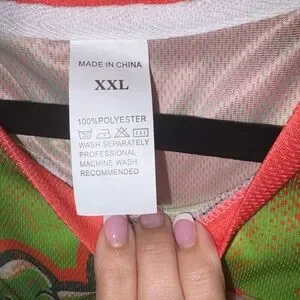 MADE IN CHINA
XXL
100%POLYESTER
WASH SEPARATELY
PROFESSIONAL
MACHINE WASH
RECOMMENDED